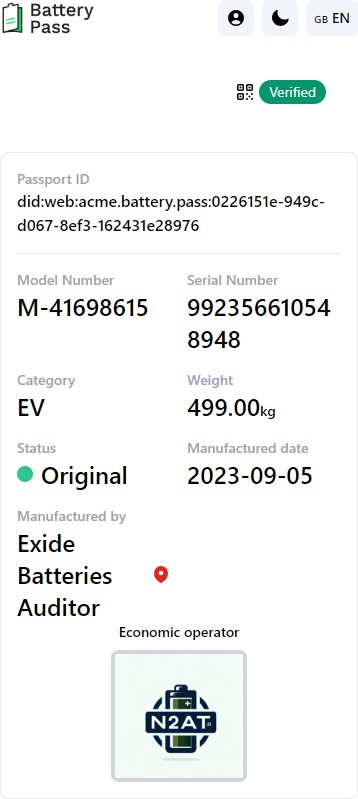 Battery
Pass
GB EN
Verified
Passport ID
did:web:acme.battery.pass:0226151e-949c-
d067-8ef3-162431e28976
Model Number
M-41698615
Serial Number
99235661054
8948
Category
EV
Weight
499.00kg
Status
Original
Manufactured date
2023-09-05
Manufactured by
Exide
Batteries
Auditor
Economic operator
N2AT